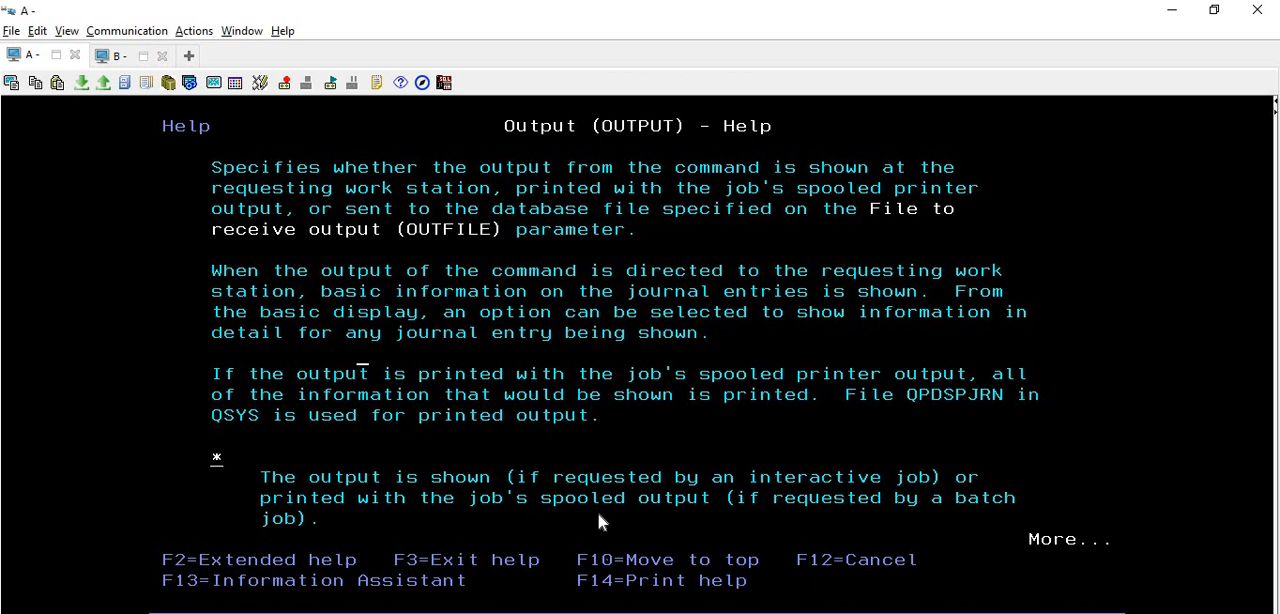 A -
File Edit View Communication Actions Window Help
A - B -
Help Output (OUTPUT) - Help
Specifies whether the output from the command is shown at the
requesting work station, printed with the job's spooled printer
output, or sent to the database file specified on the File to
receive output (OUTFILE) parameter.
When the output of the command is directed to the requesting work
station, basic information on the journal entries is shown. From
the basic display, an option can be selected to show information in
detail for any journal entry being shown.
If the output is printed with the job's spooled printer output, all
of the information that would be shown is printed. File QPDSPJRN in
QSYS is used for printed output.
*
The output is shown (if requested by an interactive job) or
printed with the job's spooled output (if requested by a batch
job).
More...
F2=Extended help F3=Exit help F10=Move to top F12=Cancel
F13=Information Assistant F14=Print help